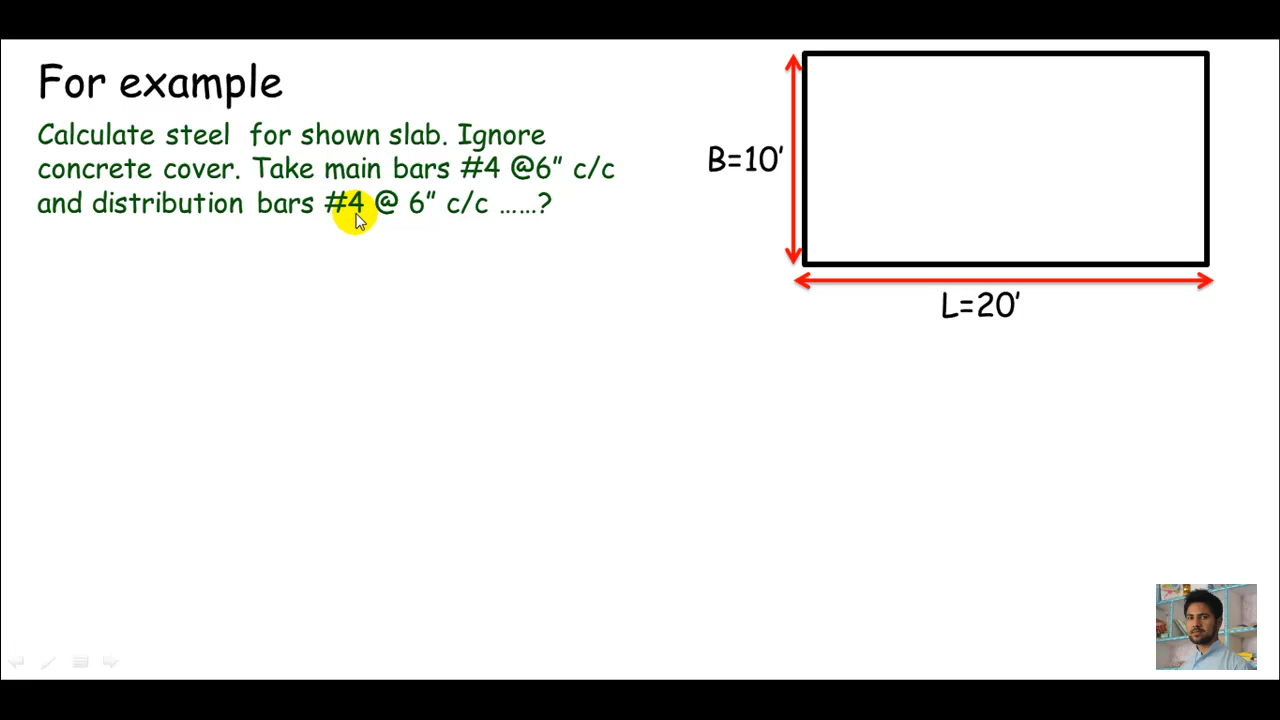 For example
Calculate steel for shown slab. Ignore
concrete cover. Take main bars #4 @6” c/c
and distribution bars #4 @ 6” c/c ......?
B=10’
L=20’